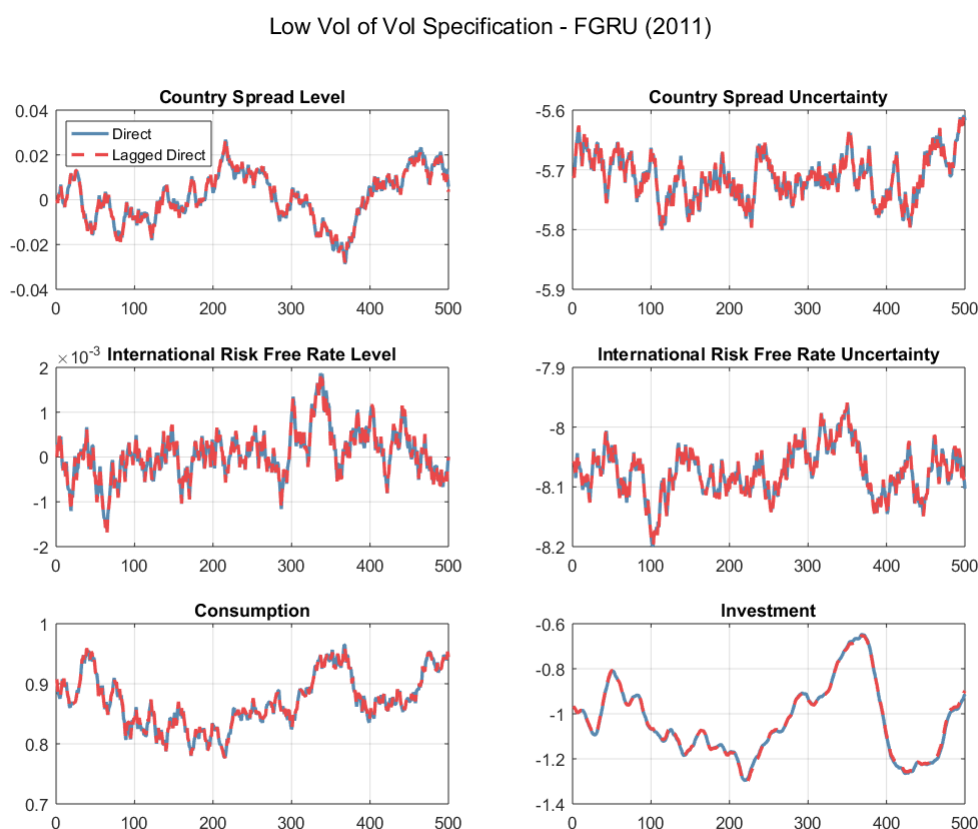 Low Vol of Vol Specification - FGRU (2011)
Country Spread Level
0.04
0.02
0
-0.02
-0.04
Direct
Lagged Direct
0 100 200 300 400 500
Country Spread Uncertainty
-5.6
-5.7
-5.8
-5.9
0 100 200 300 400 500
× 10⁻³ International Risk Free Rate Level
2
1
0
-1
-2
0 100 200 300 400 500
International Risk Free Rate Uncertainty
-7.9
-8
-8.1
-8.2
0 100 200 300 400 500
Consumption
1
0.9
0.8
0.7
0 100 200 300 400 500
Investment
-0.6
-0.8
-1
-1.2
-1.4
0 100 200 300 400 500